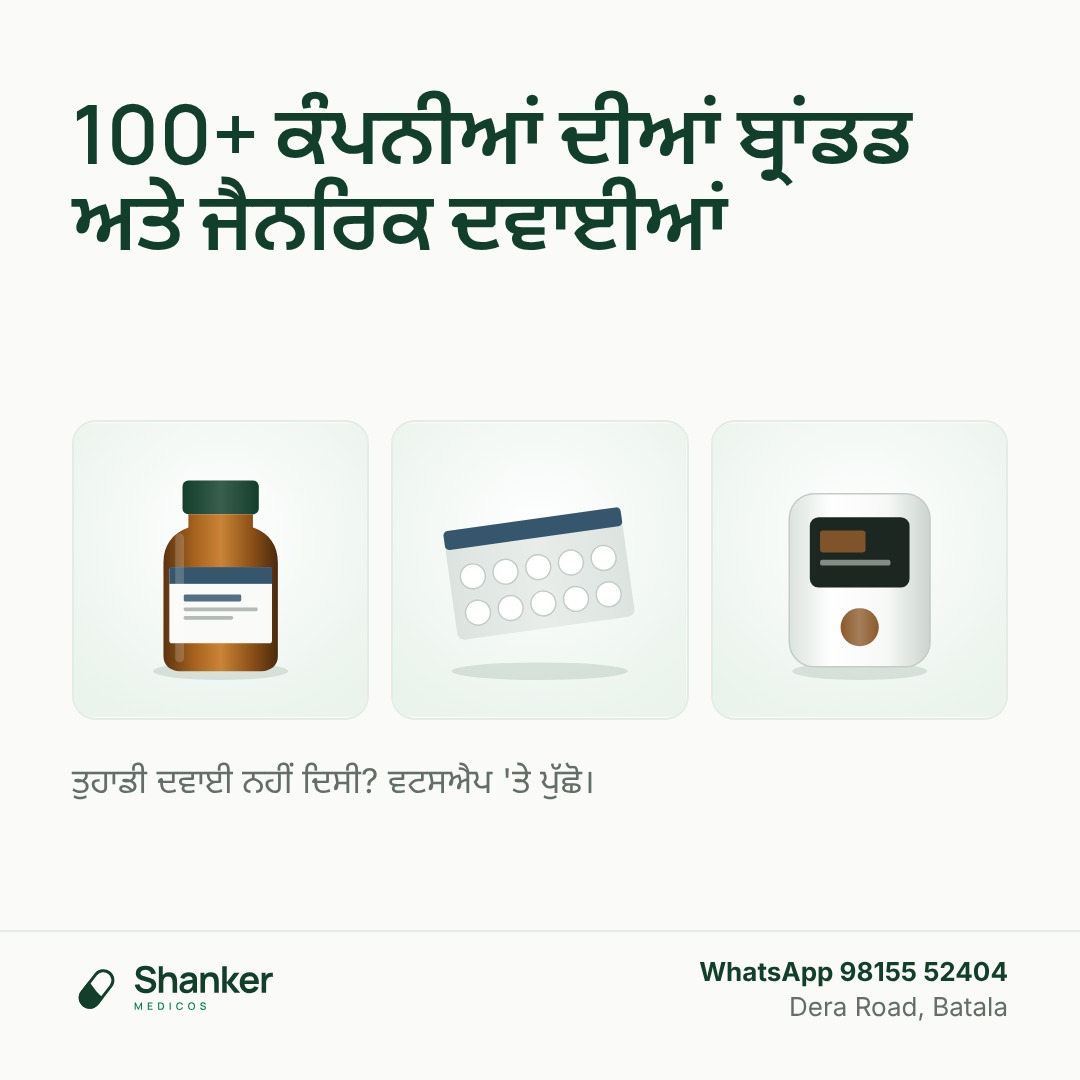 100+ ਕੰਪਨੀਆਂ ਦੀਆਂ ਬ੍ਰਾਂਡਡ
ਅਤੇ ਜੈਨਰਿਕ ਦਵਾਈਆਂ
ਤੁਹਾਡੀ ਦਵਾਈ ਨਹੀਂ ਦਿਸੀ? ਵਟਸਐਪ 'ਤੇ ਪੁੱਛੋ।
Shanker
MEDICOS
WhatsApp 98155 52404
Dera Road, Batala